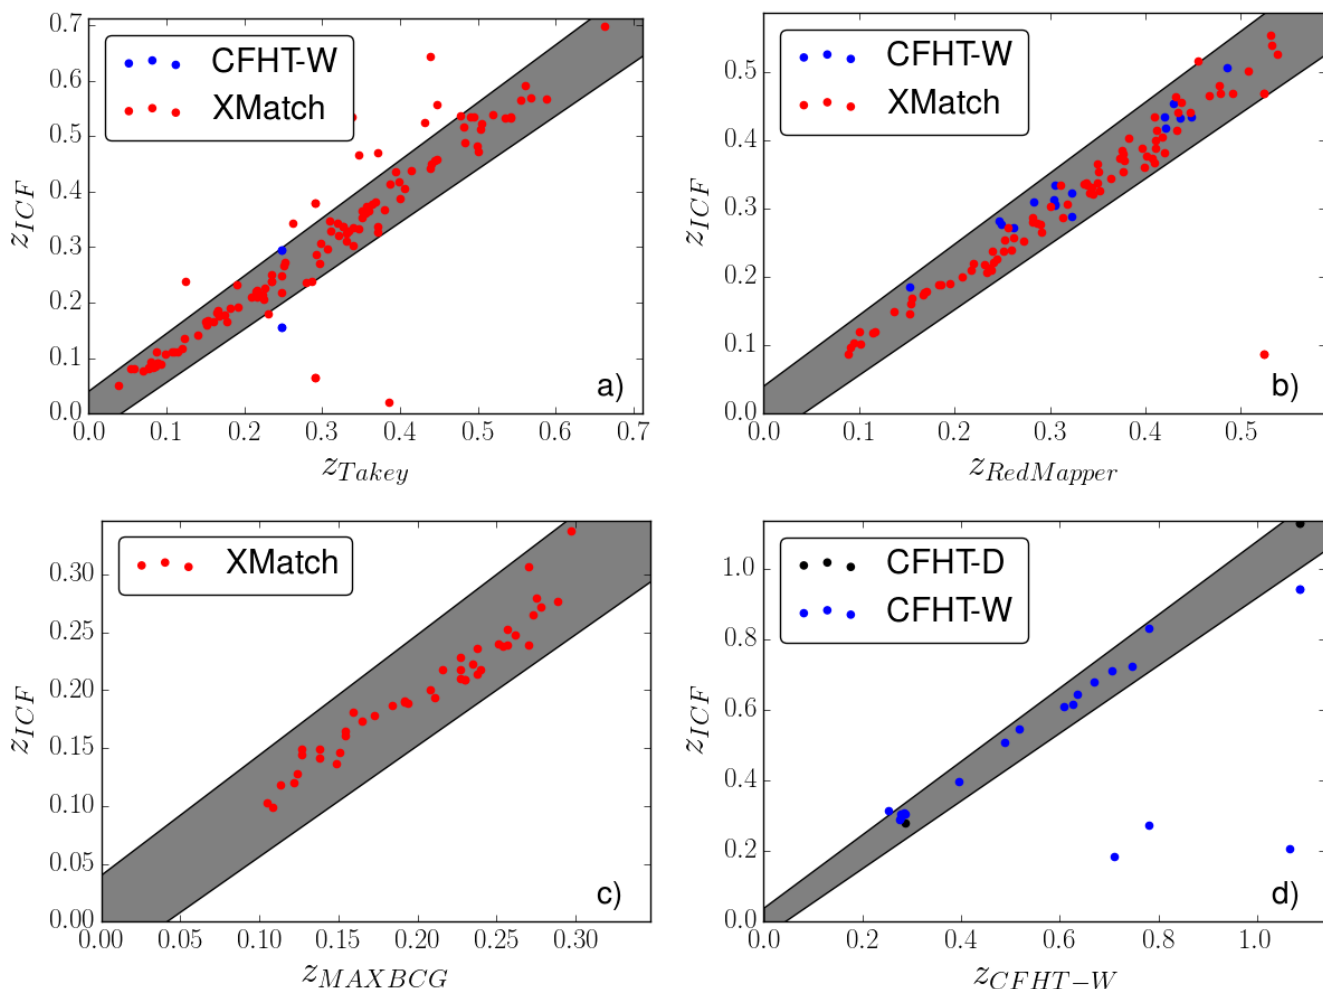 0.7
0.6
0.5
0.4
0.3
0.2
0.1
0.0
z_ICF
CFHT-W
XMatch
a)
0.0 0.1 0.2 0.3 0.4 0.5 0.6 0.7
z_Takey
0.5
0.4
0.3
0.2
0.1
0.0
z_ICF
CFHT-W
XMatch
b)
0.0 0.1 0.2 0.3 0.4 0.5
z_RedMapper
0.30
0.25
0.20
0.15
0.10
0.05
0.00
z_ICF
XMatch
c)
0.00 0.05 0.10 0.15 0.20 0.25 0.30
z_MAXBCG
1.0
0.8
0.6
0.4
0.2
0.0
z_ICF
CFHT-D
CFHT-W
d)
0.0 0.2 0.4 0.6 0.8 1.0
z_CFHT-W